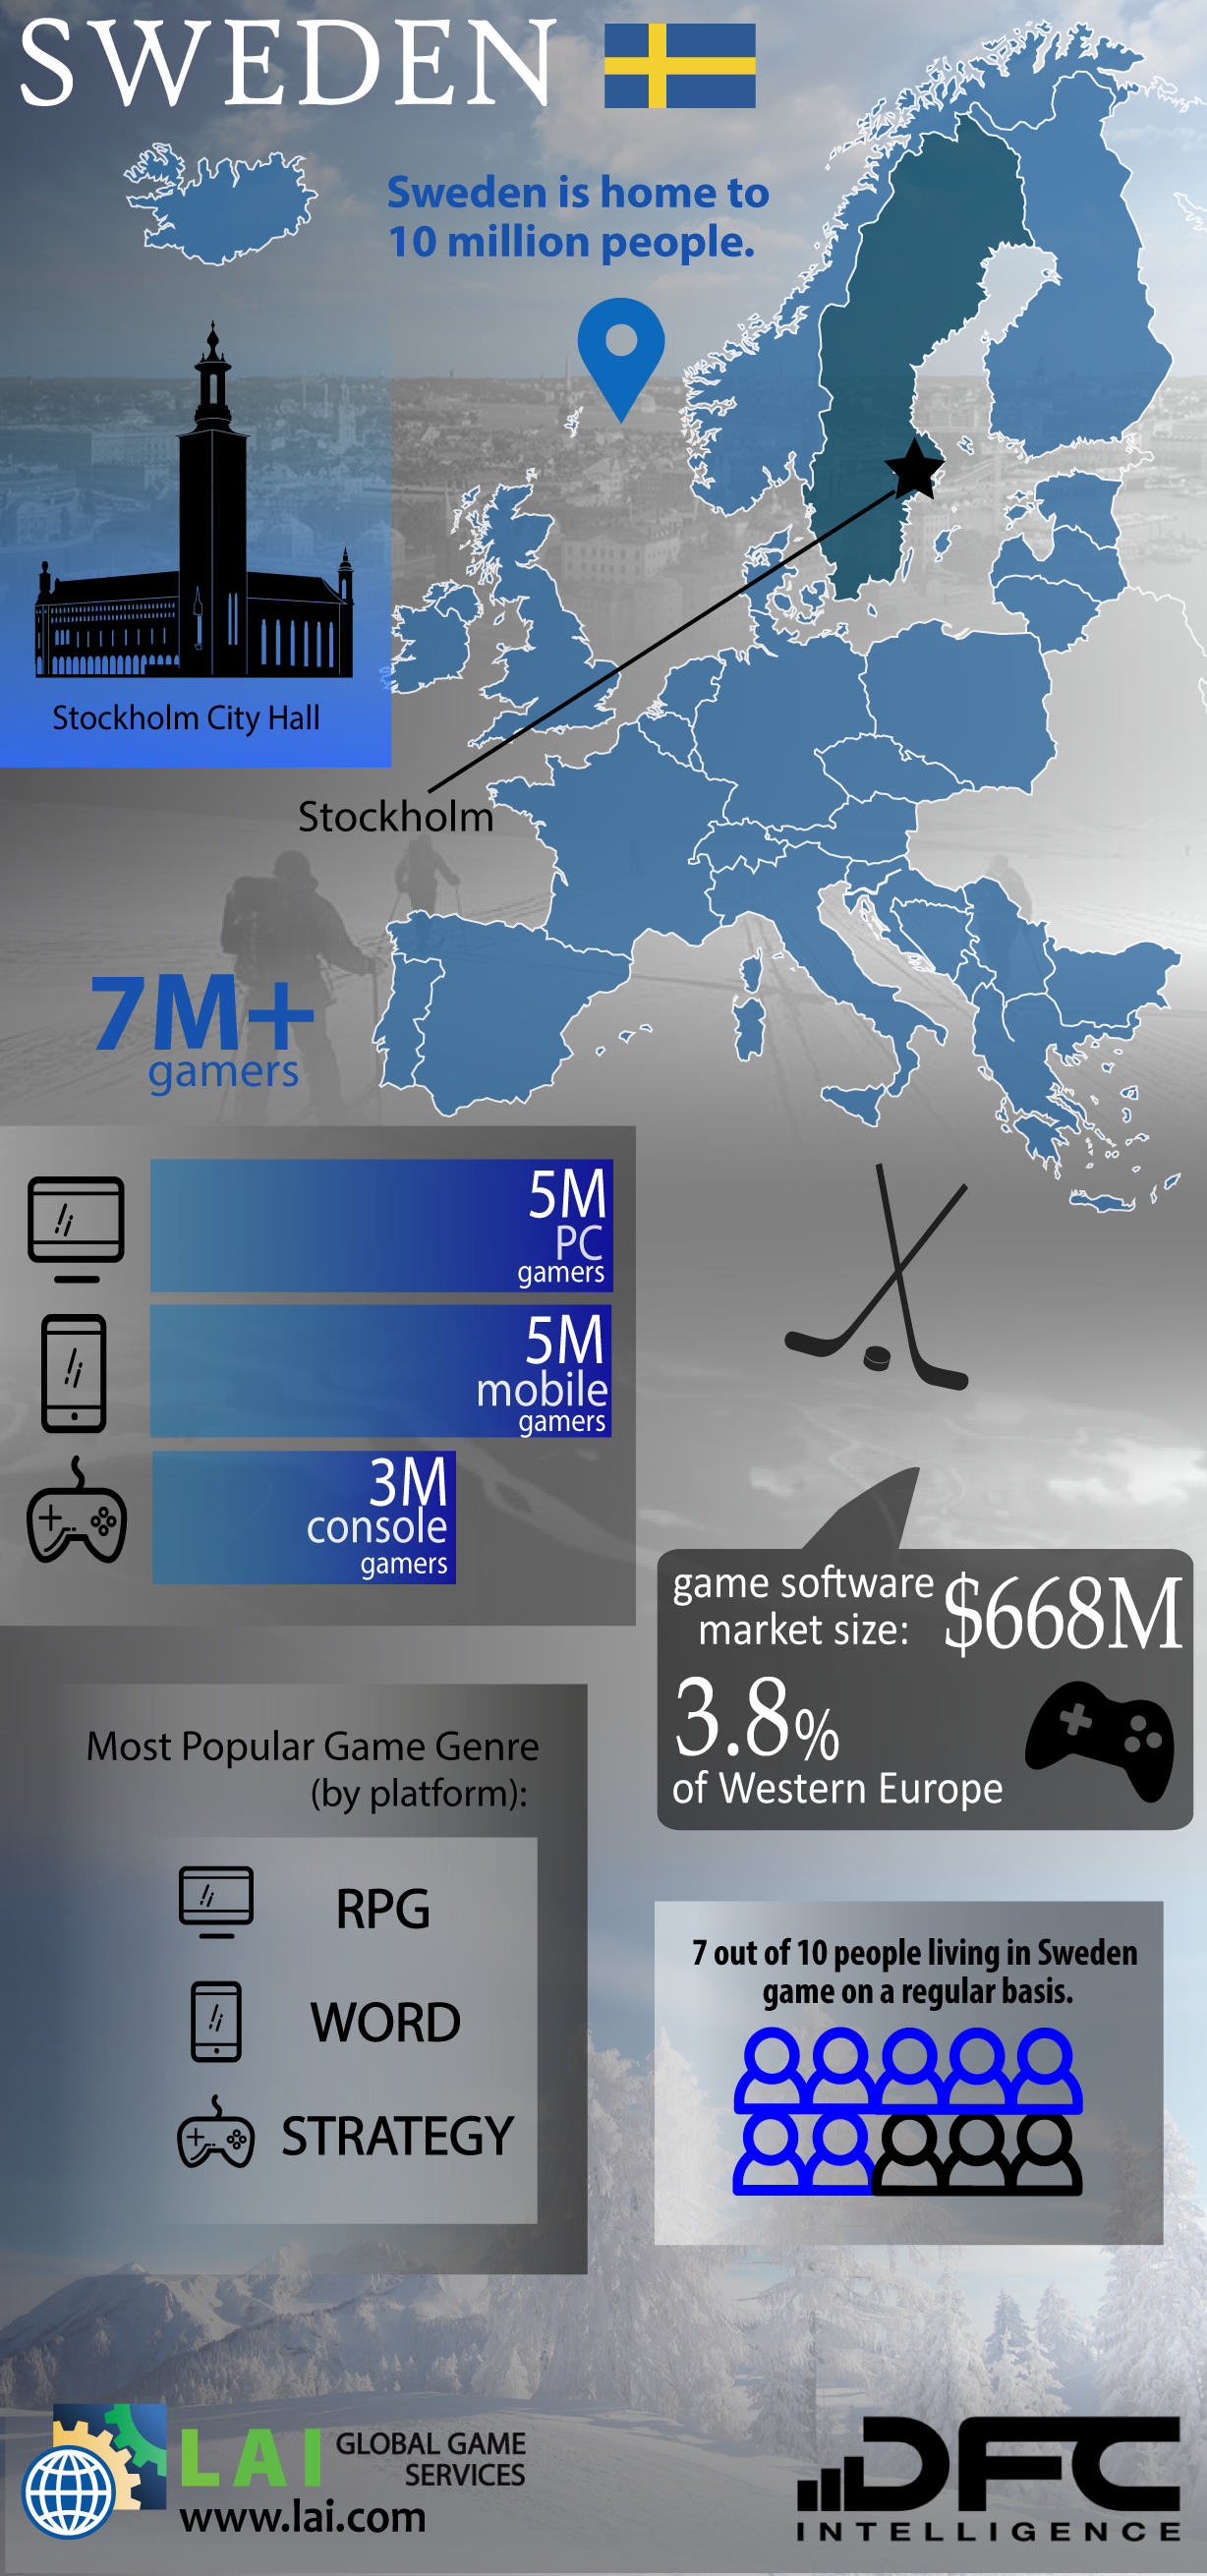 SWEDEN
Sweden is home to
10 million people.
Stockholm City Hall
Stockholm
7M+
gamers
5M
PC
gamers
5M
mobile
gamers
3M
console
gamers
game software
market size:
$668M
3.8%
of Western Europe
Most Popular Game Genre
(by platform):
RPG
WORD
STRATEGY
7 out of 10 people living in Sweden
game on a regular basis.
LAI
GLOBAL GAME
SERVICES
www.lai.com
DFC
INTELLIGENCE